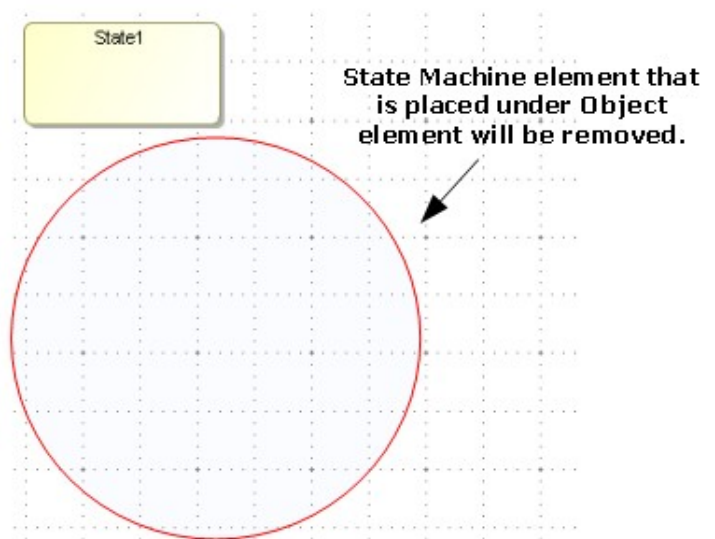 State1
State Machine element that
is placed under Object
element will be removed.